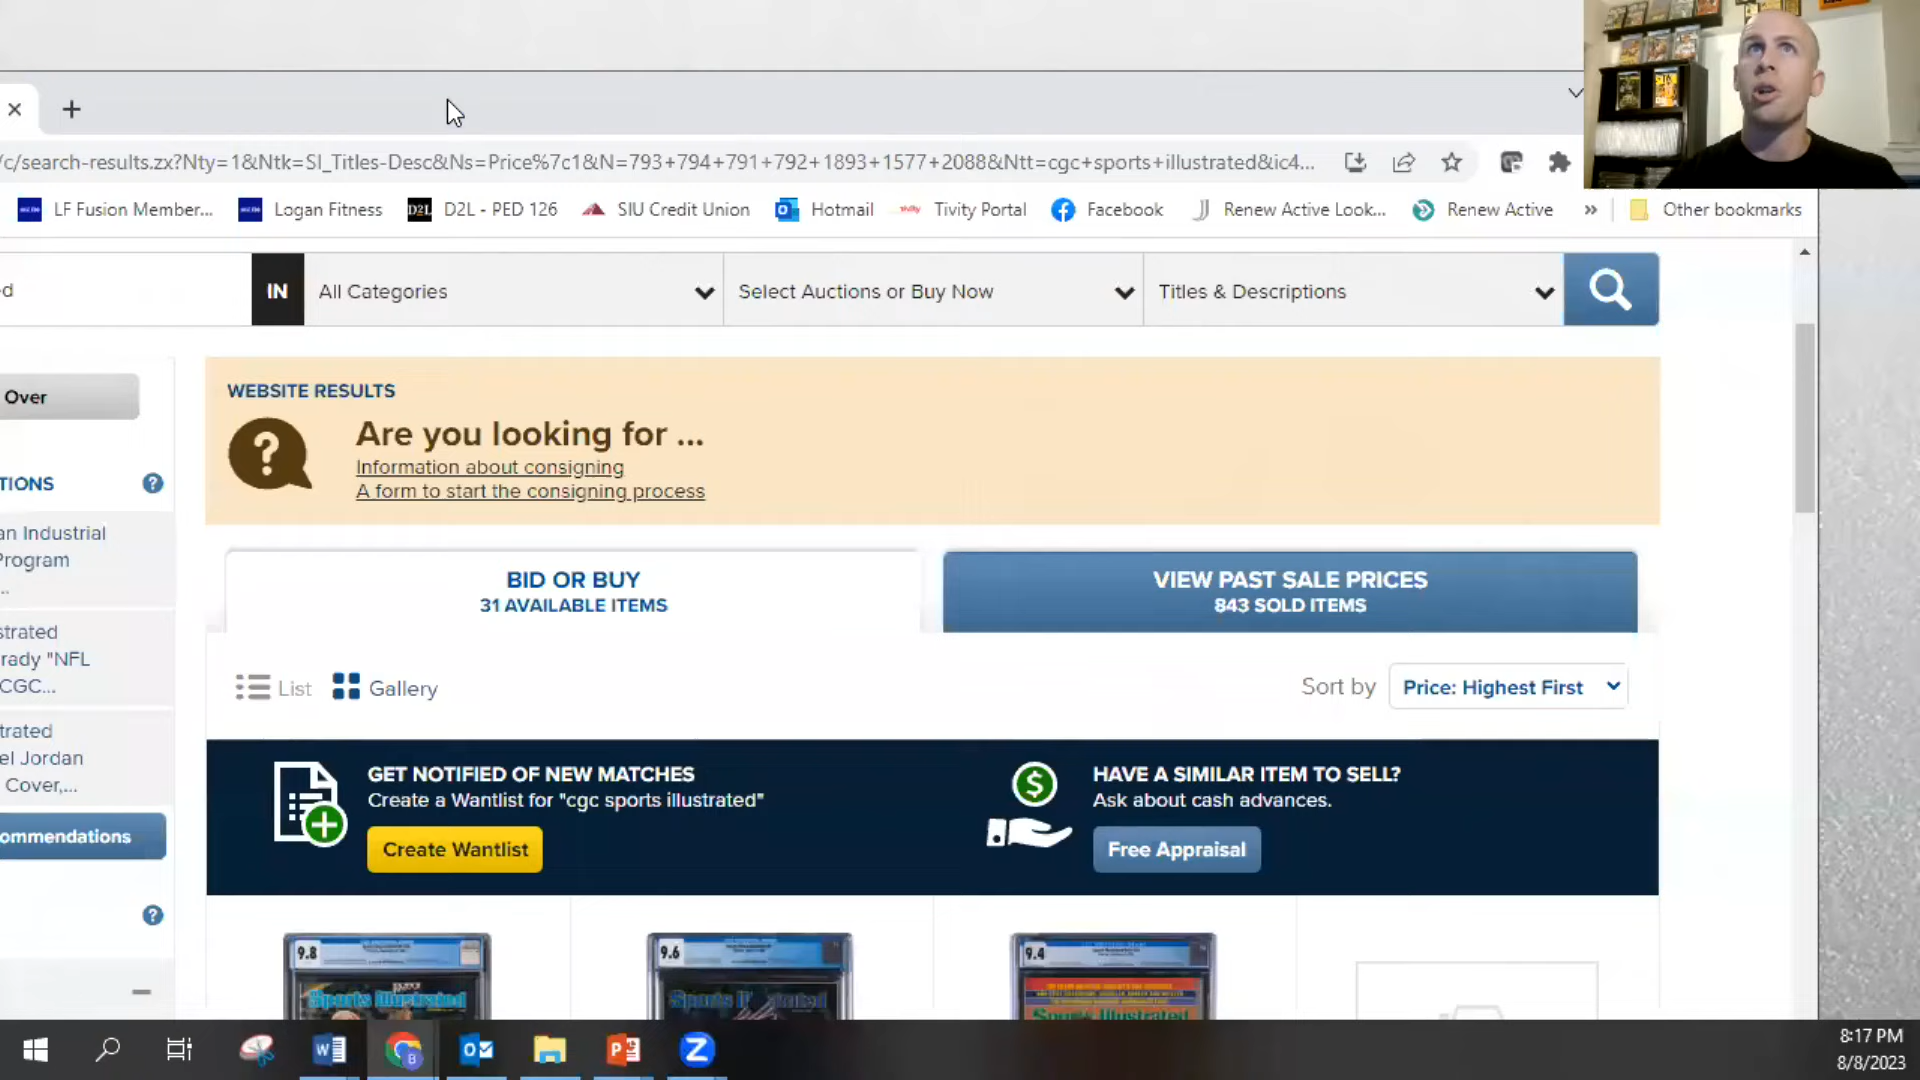 /c/search-results.zx?Nty=1&Ntk=SI_Titles-Desc&Ns=Price%7c1&N=793+794+791+792+1893+1577+2088&Ntt=cgc+sports+illustrated&ic4...
LF Fusion Member...
Logan Fitness
D2L
D2L - PED 126
SIU Credit Union
Hotmail
Tivity Portal
Facebook
Renew Active Look...
Renew Active
»
Other bookmarks
d
IN
All Categories
Select Auctions or Buy Now
Titles & Descriptions
Over
WEBSITE RESULTS
?
Are you looking for ...
Information about consigning
A form to start the consigning process
TIONS
?
an Industrial
Program
...
strated
rady "NFL
CGC...
trated
el Jordan
Cover,...
ommendations
?
BID OR BUY
31 AVAILABLE ITEMS
VIEW PAST SALE PRICES
843 SOLD ITEMS
List
Gallery
Sort by
Price: Highest First
GET NOTIFIED OF NEW MATCHES
Create a Wantlist for "cgc sports illustrated"
Create Wantlist
$
HAVE A SIMILAR ITEM TO SELL?
Ask about cash advances.
Free Appraisal
9.8
Sports Illustrated
9.6
Sports Illustrated
9.4
Sports Illustrated
8:17 PM
8/8/2023